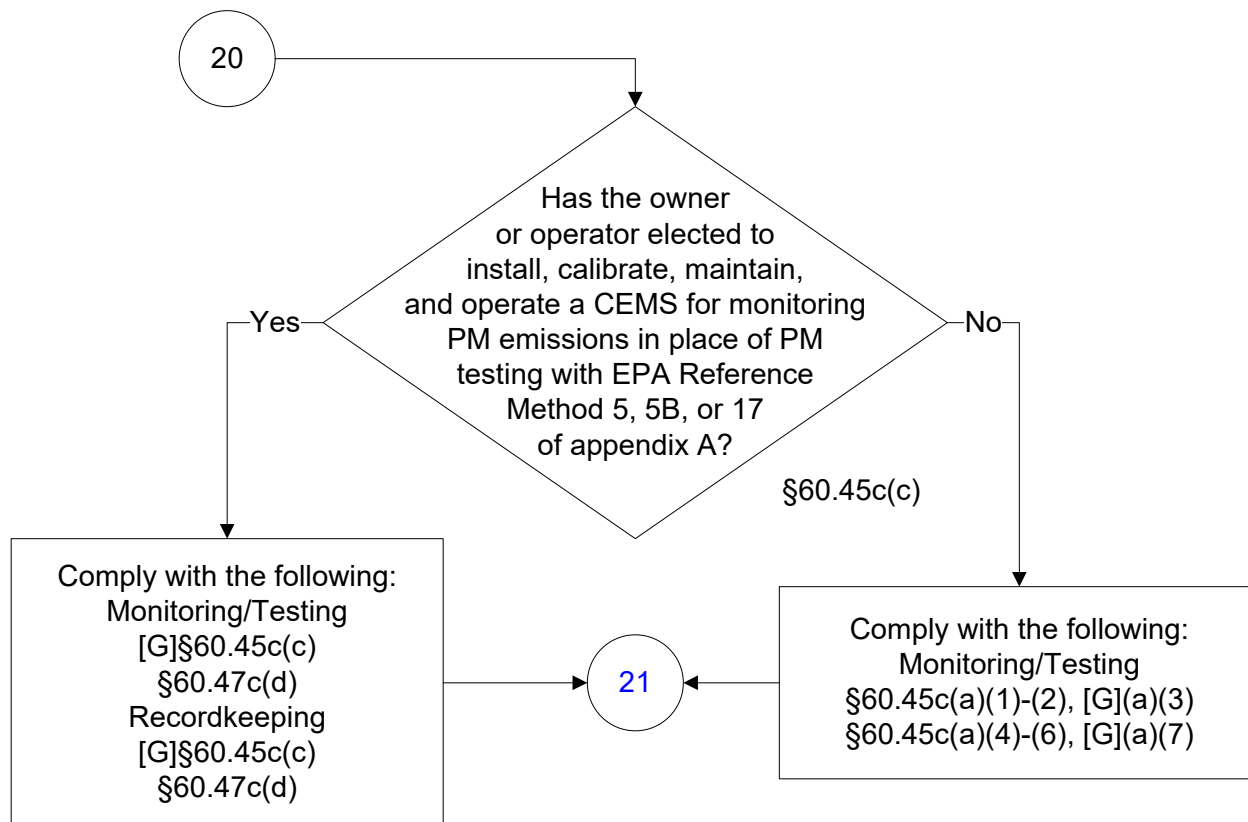 20
Has the owner
or operator elected to
install, calibrate, maintain,
and operate a CEMS for monitoring
PM emissions in place of PM
testing with EPA Reference
Method 5, 5B, or 17
of appendix A?
Yes
No
§60.45c(c)
Comply with the following:
Monitoring/Testing
[G]§60.45c(c)
§60.47c(d)
Recordkeeping
[G]§60.45c(c)
§60.47c(d)
21
Comply with the following:
Monitoring/Testing
§60.45c(a)(1)-(2), [G](a)(3)
§60.45c(a)(4)-(6), [G](a)(7)